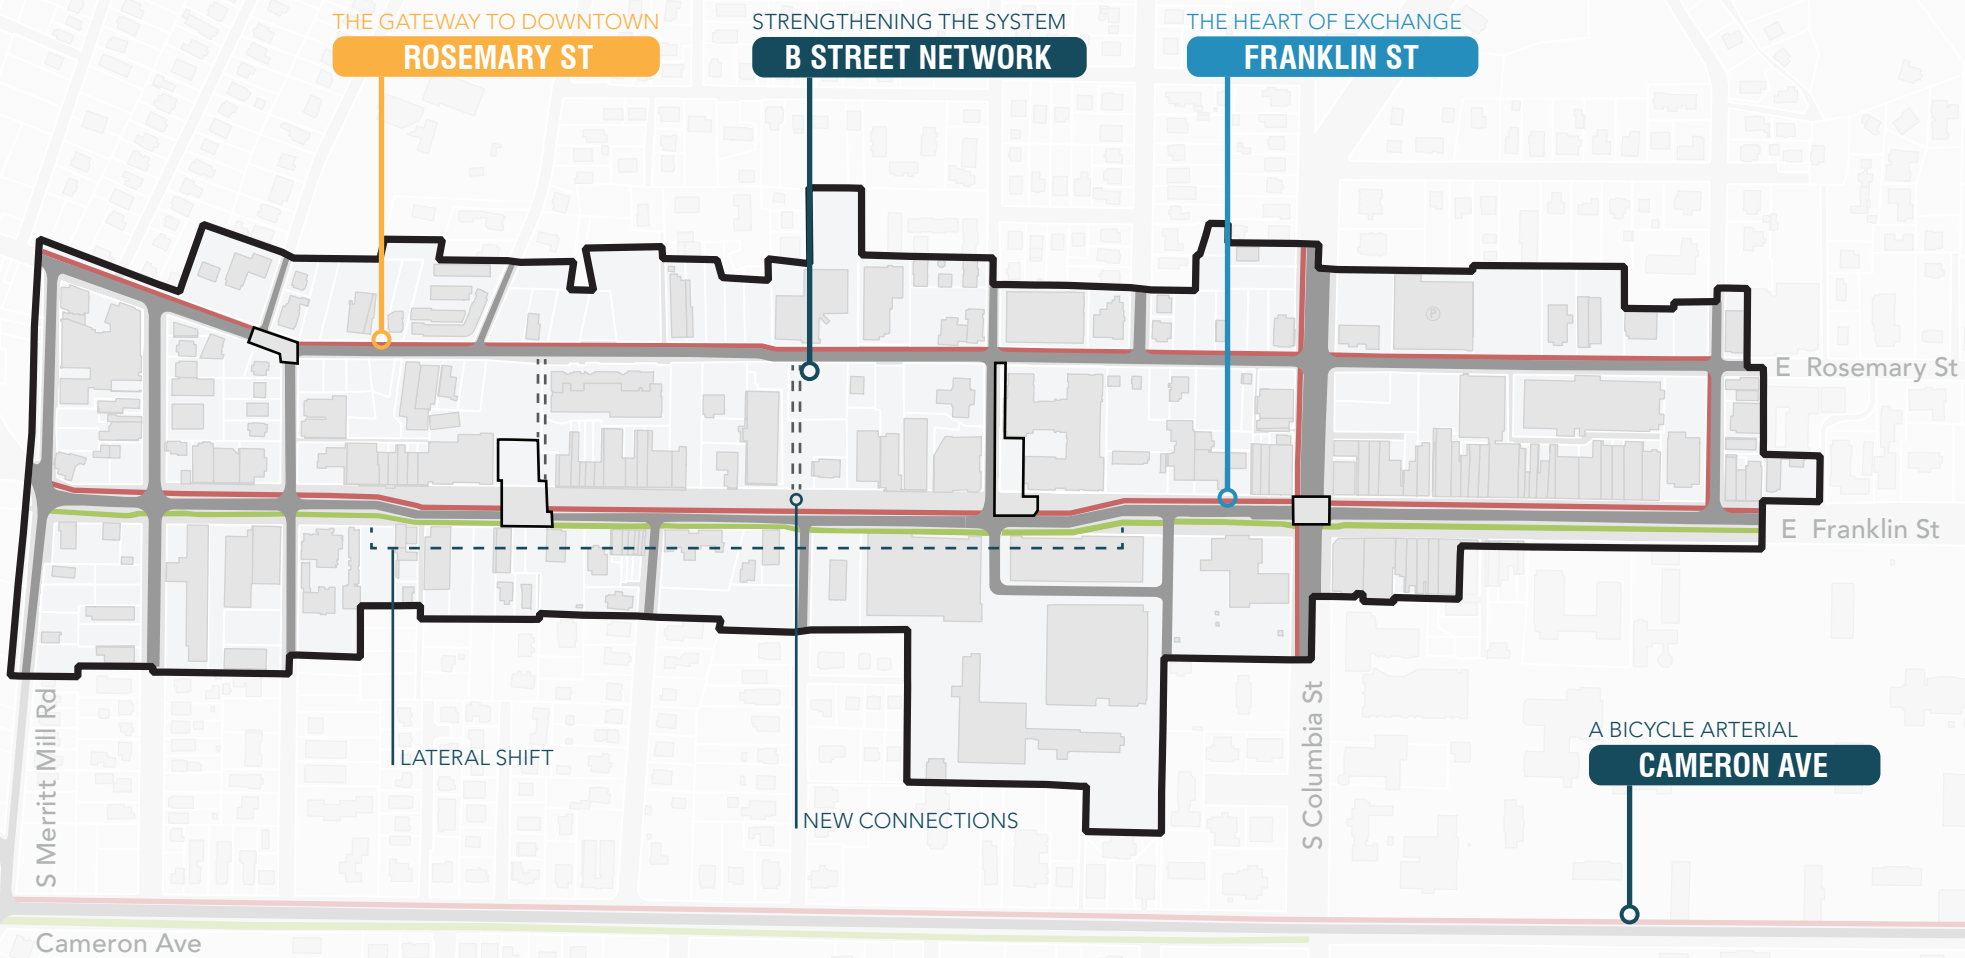 THE GATEWAY TO DOWNTOWN
ROSEMARY ST
STRENGTHENING THE SYSTEM
B STREET NETWORK
THE HEART OF EXCHANGE
FRANKLIN ST
P
E Rosemary St
E Franklin St
S Merritt Mill Rd
LATERAL SHIFT
NEW CONNECTIONS
S Columbia St
A BICYCLE ARTERIAL
CAMERON AVE
Cameron Ave